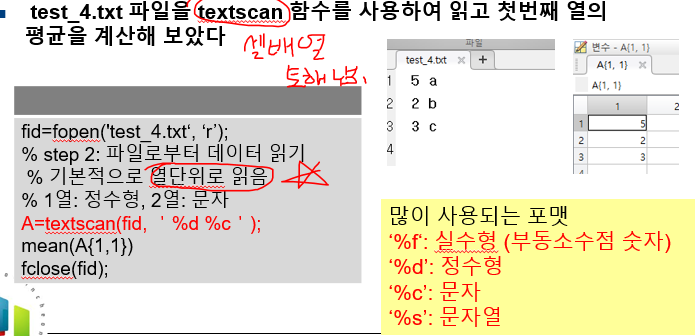 test_4.txt 파일을 textscan 함수를 사용하여 읽고 첫번째 열의
평균을 계산해 보았다
셀배열
fid=fopen('test_4.txt‘, ‘r’);
% step 2: 파일로부터 데이터 읽기
% 기본적으로 열단위로 읽음
% 1열: 정수형, 2열: 문자
A=textscan(fid, ＇%d %c＇);
mean(A{1,1})
fclose(fid);
파일
test_4.txt × +
1 5 a
2 2 b
3 3 c
4
변수 - A{1, 1}
A{1, 1} ×
A{1, 1}
1 2
1 5
2 2
3 3
4
많이 사용되는 포맷
‘%f‘: 실수형 (부동소수점 숫자)
‘%d’: 정수형
‘%c’: 문자
‘%s’: 문자열